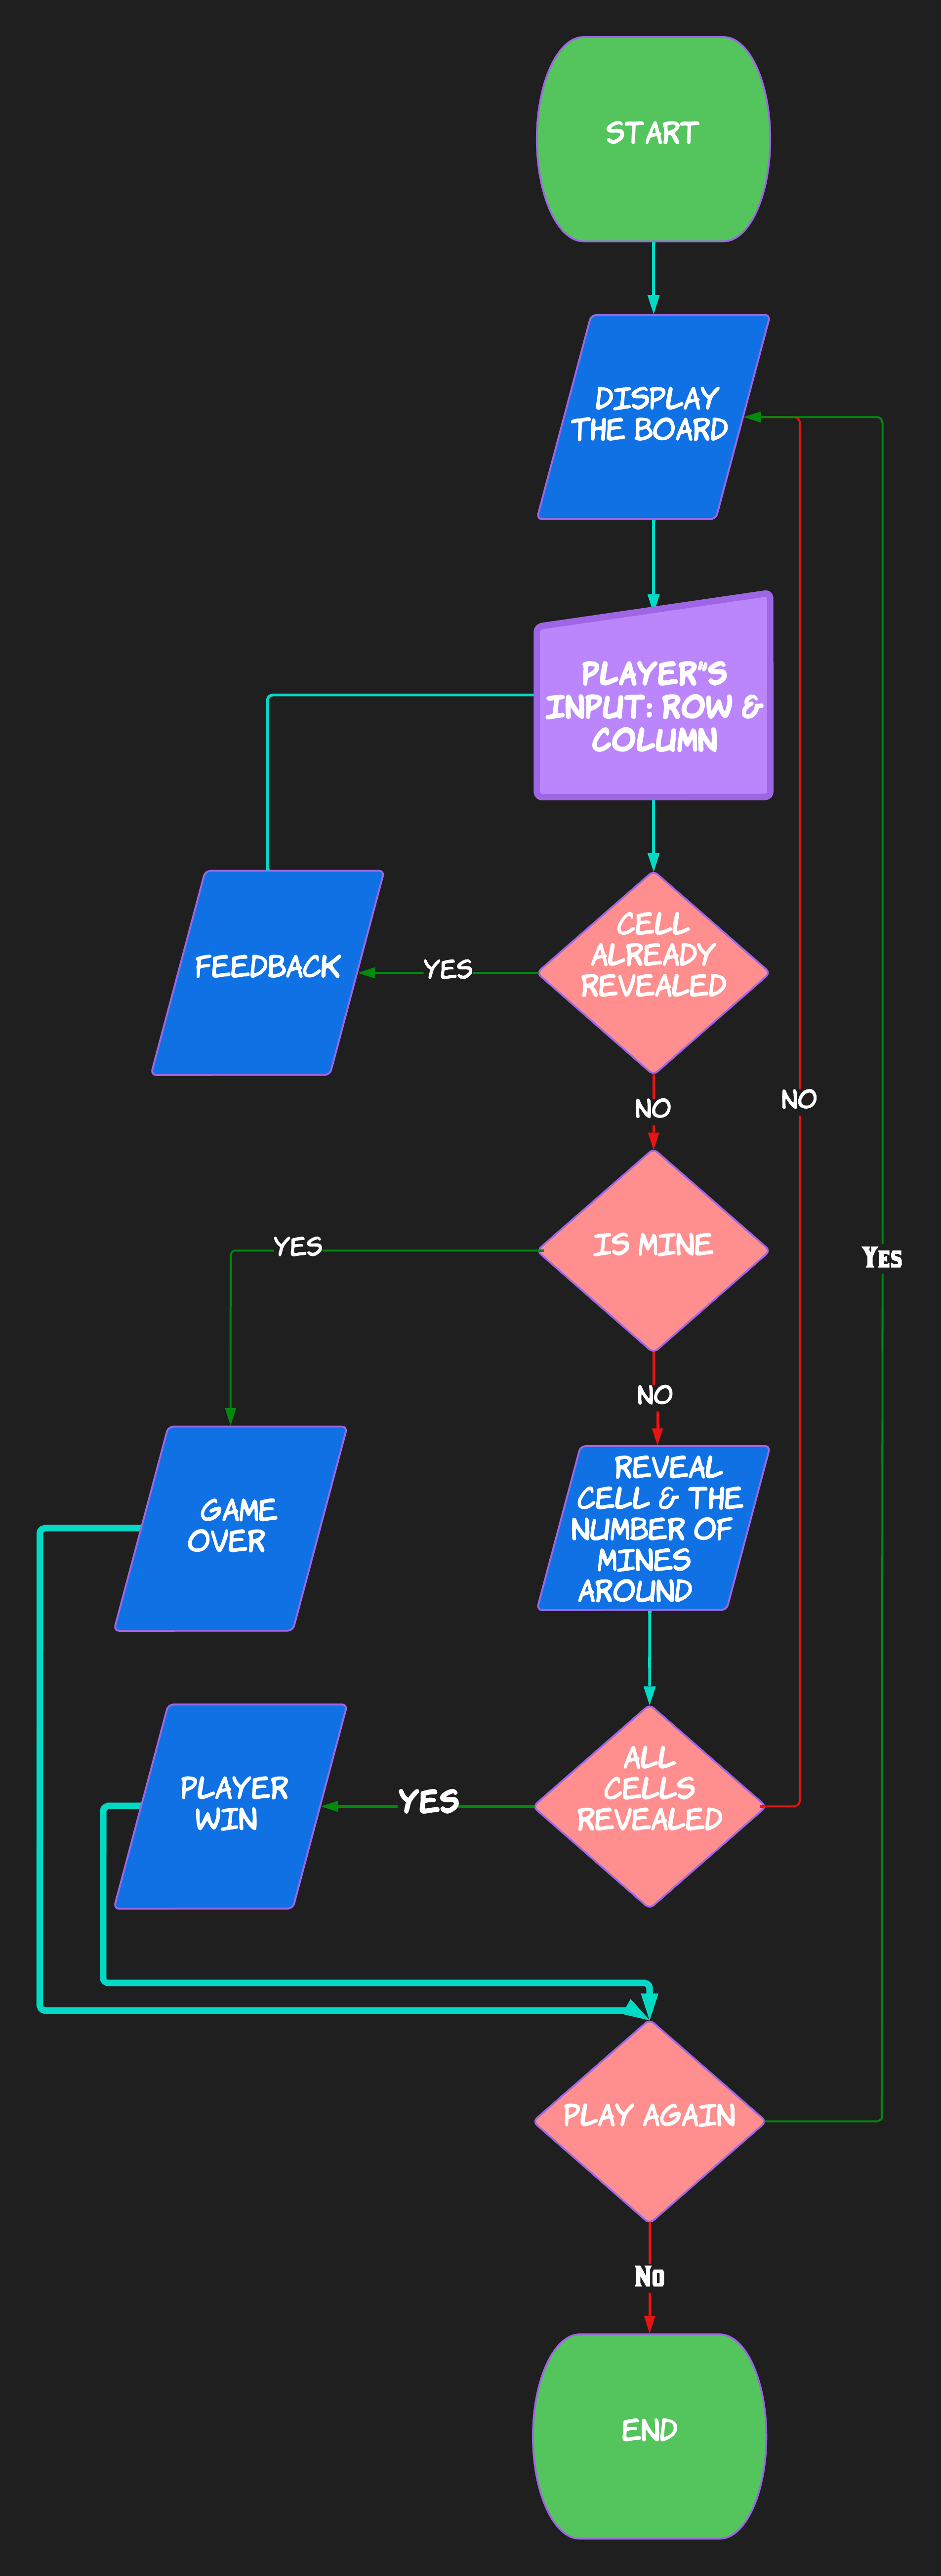 START
DISPLAY
THE BOARD
PLAYER"S
INPUT: ROW &
COLUMN
CELL
ALREADY
REVEALED
YES
FEEDBACK
NO
NO
IS MINE
YES
Yes
NO
GAME
OVER
REVEAL
CELL & THE
NUMBER OF
MINES
AROUND
ALL
CELLS
REVEALED
YES
PLAYER
WIN
PLAY AGAIN
No
END